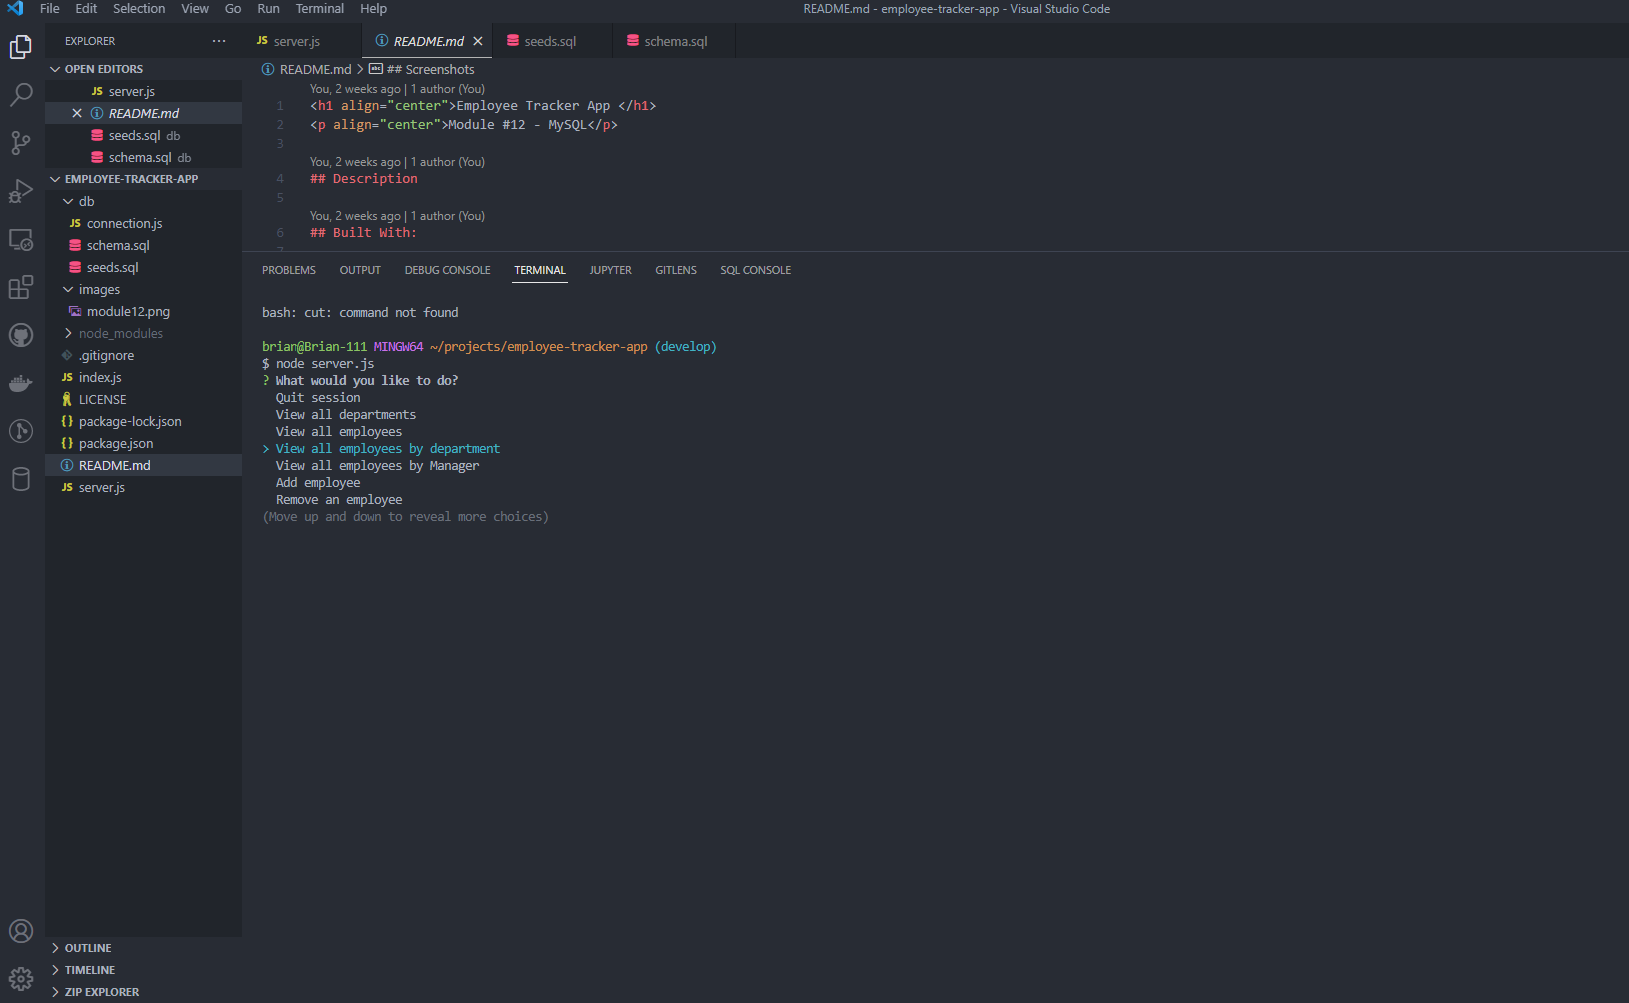 File Edit Selection View Go Run Terminal Help
README.md - employee-tracker-app - Visual Studio Code
EXPLORER ...
OPEN EDITORS
JS server.js
README.md
seeds.sql db
schema.sql db
EMPLOYEE-TRACKER-APP
db
JS connection.js
schema.sql
seeds.sql
images
module12.png
node_modules
.gitignore
JS index.js
LICENSE
{} package-lock.json
{} package.json
README.md
JS server.js
OUTLINE
TIMELINE
ZIP EXPLORER
JS server.js README.md seeds.sql schema.sql
README.md > abc ## Screenshots
You, 2 weeks ago | 1 author (You)
1 <h1 align="center">Employee Tracker App </h1>
2 <p align="center">Module #12 - MySQL</p>
3
You, 2 weeks ago | 1 author (You)
4 ## Description
5
You, 2 weeks ago | 1 author (You)
6 ## Built With:
7
PROBLEMS OUTPUT DEBUG CONSOLE TERMINAL JUPYTER GITLENS SQL CONSOLE
bash: cut: command not found
brian@Brian-111 MINGW64 ~/projects/employee-tracker-app (develop)
$ node server.js
? What would you like to do?
Quit session
View all departments
View all employees
> View all employees by department
View all employees by Manager
Add employee
Remove an employee
(Move up and down to reveal more choices)